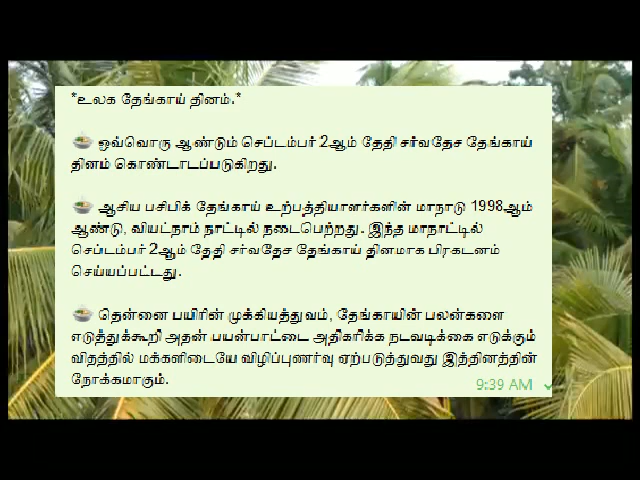 *உலக தேங்காய் தினம்.*
🍲 ஒவ்வொரு ஆண்டும் செப்டம்பர் 2ஆம் தேதி சர்வதேச தேங்காய்
தினம் கொண்டாடப்படுகிறது.
🍲 ஆசிய பசிபிக் தேங்காய் உற்பத்தியாளர்களின் மாநாடு 1998ஆம்
ஆண்டு, வியட்நாம் நாட்டில் நடைபெற்றது. இந்த மாநாட்டில்
செப்டம்பர் 2ஆம் தேதி சர்வதேச தேங்காய் தினமாக பிரகடனம்
செய்யப்பட்டது.
🍲 தென்னை பயிரின் முக்கியத்துவம், தேங்காயின் பலன்களை
எடுத்துக்கூறி அதன் பயன்பாட்டை அதிகரிக்க நடவடிக்கை எடுக்கும்
விதத்தில் மக்களிடையே விழிப்புணர்வு ஏற்படுத்துவது இத்தினத்தின்
நோக்கமாகும்.
9:39 AM